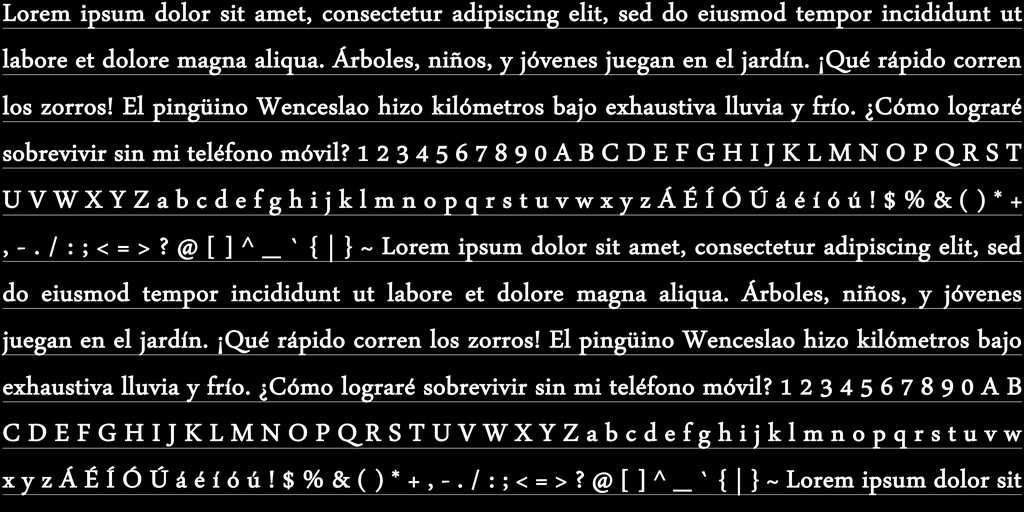 Lorem ipsum dolor sit amet, consectetur adipiscing elit, sed do eiusmod tempor incididunt ut
labore et dolore magna aliqua. Árboles, niños, y jóvenes juegan en el jardín. ¡Qué rápido corren
los zorros! El pingüino Wenceslao hizo kilómetros bajo exhaustiva lluvia y frío. ¿Cómo lograré
sobrevivir sin mi teléfono móvil? 1 2 3 4 5 6 7 8 9 0 A B C D E F G H I J K L M N O P Q R S T
U V W X Y Z a b c d e f g h i j k l m n o p q r s t u v w x y z Á É Í Ó Ú á é í ó ú ! $ % & ( ) * +
, - . / : ; < = > ? @ [ ] ^ _ ` { | } ~ Lorem ipsum dolor sit amet, consectetur adipiscing elit, sed
do eiusmod tempor incididunt ut labore et dolore magna aliqua. Árboles, niños, y jóvenes
juegan en el jardín. ¡Qué rápido corren los zorros! El pingüino Wenceslao hizo kilómetros bajo
exhaustiva lluvia y frío. ¿Cómo lograré sobrevivir sin mi teléfono móvil? 1 2 3 4 5 6 7 8 9 0 A B
C D E F G H I J K L M N O P Q R S T U V W X Y Z a b c d e f g h i j k l m n o p q r s t u v w
x y z Á É Í Ó Ú á é í ó ú ! $ % & ( ) * + , - . / : ; < = > ? @ [ ] ^ _ ` { | } ~ Lorem ipsum dolor sit